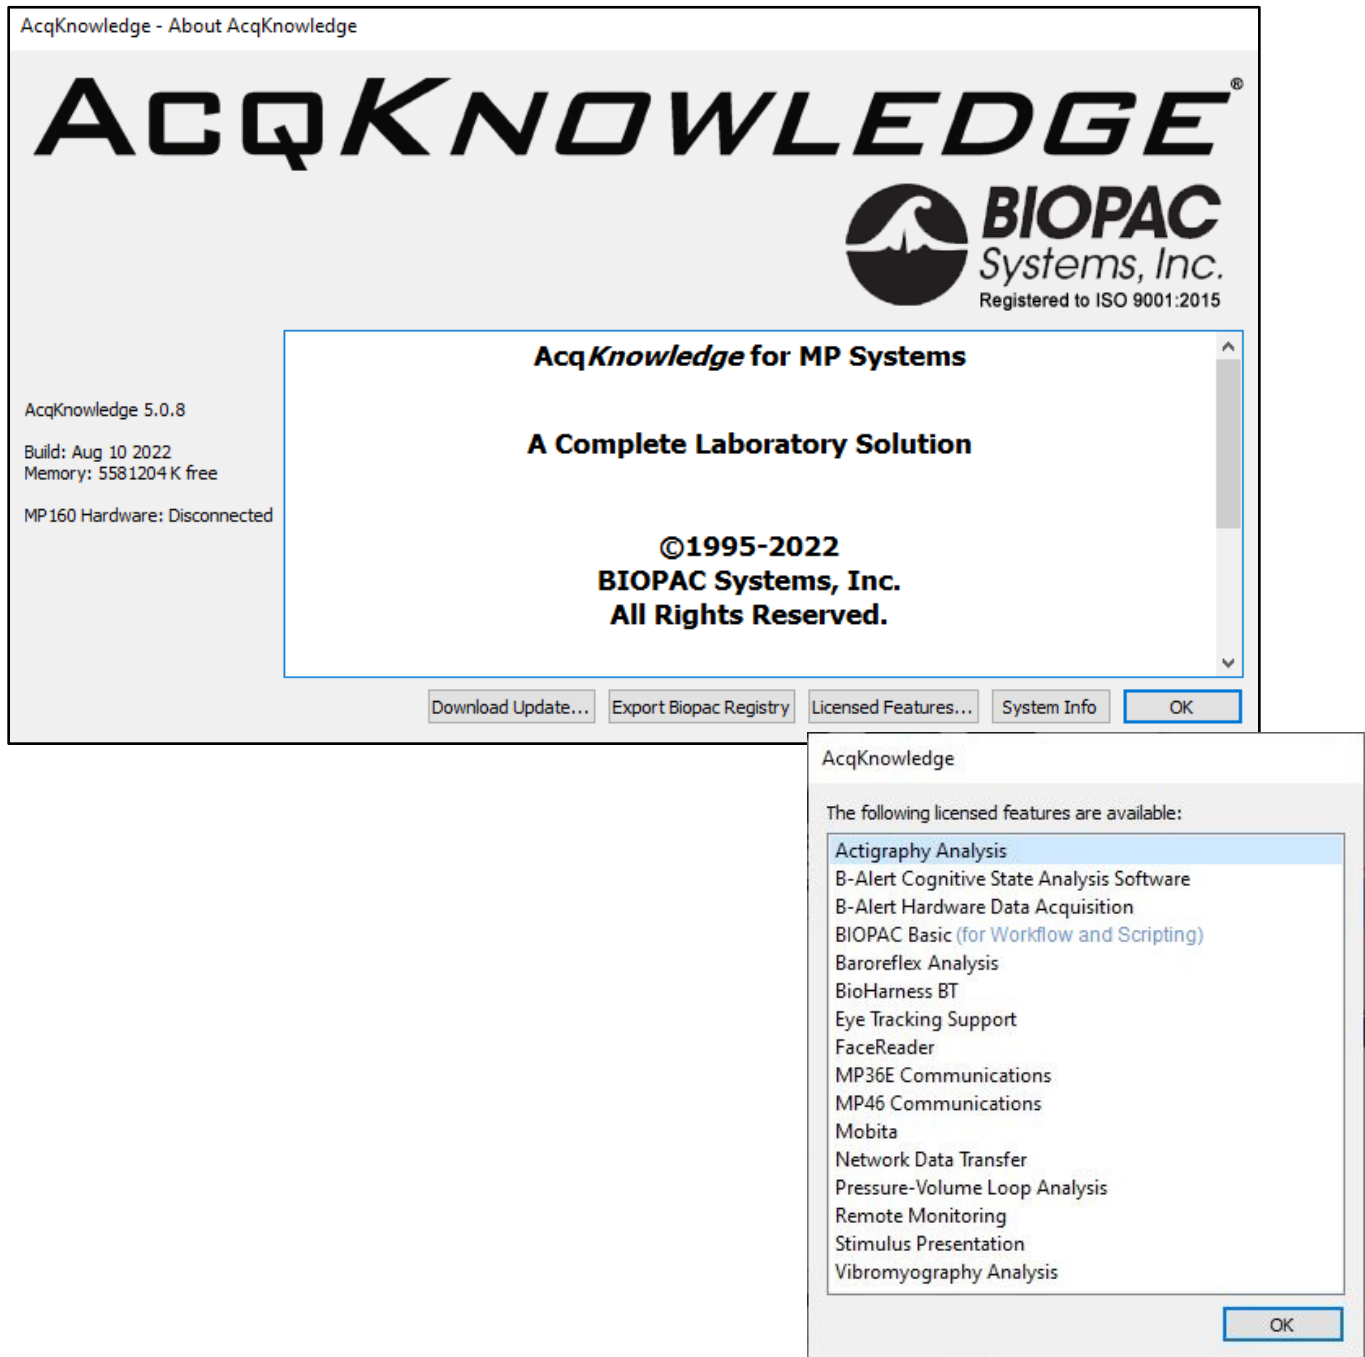 AcqKnowledge - About AcqKnowledge
ACQKNOWLEDGE®
BIOPAC
Systems, Inc.
Registered to ISO 9001:2015
AcqKnowledge 5.0.8
Build: Aug 10 2022
Memory: 5581204 K free
MP160 Hardware: Disconnected
AcqKnowledge for MP Systems
A Complete Laboratory Solution
©1995-2022
BIOPAC Systems, Inc.
All Rights Reserved.
Download Update... Export Biopac Registry Licensed Features... System Info OK
AcqKnowledge
The following licensed features are available:
Actigraphy Analysis
B-Alert Cognitive State Analysis Software
B-Alert Hardware Data Acquisition
BIOPAC Basic (for Workflow and Scripting)
Baroreflex Analysis
BioHarness BT
Eye Tracking Support
FaceReader
MP36E Communications
MP46 Communications
Mobita
Network Data Transfer
Pressure-Volume Loop Analysis
Remote Monitoring
Stimulus Presentation
Vibromyography Analysis
OK